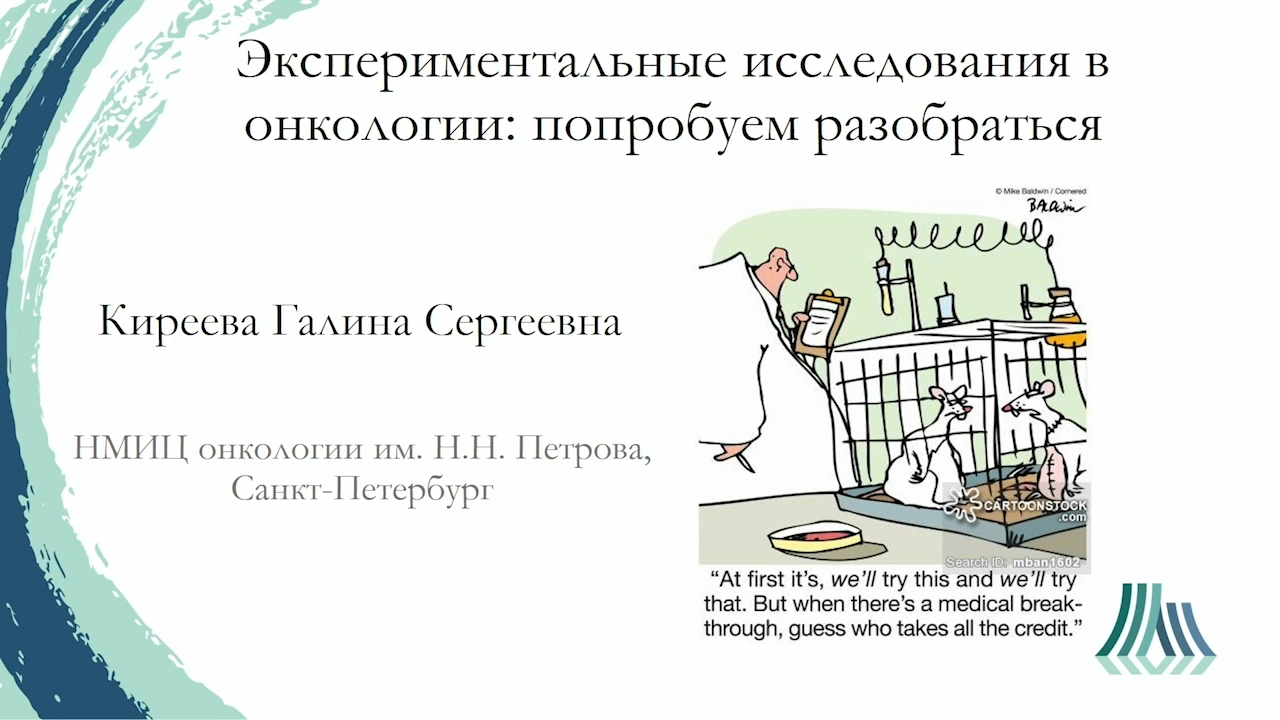 Экспериментальные исследования в
онкологии: попробуем разобраться
Киреева Галина Сергеевна
НМИЦ онкологии им. Н.Н. Петрова,
Санкт-Петербург
© Mike Baldwin / Cornered
BALDWIN
CARTOONSTOCK
.com
Search ID: mban1602
“At first it’s, we’ll try this and we’ll try
that. But when there’s a medical break-
through, guess who takes all the credit.”